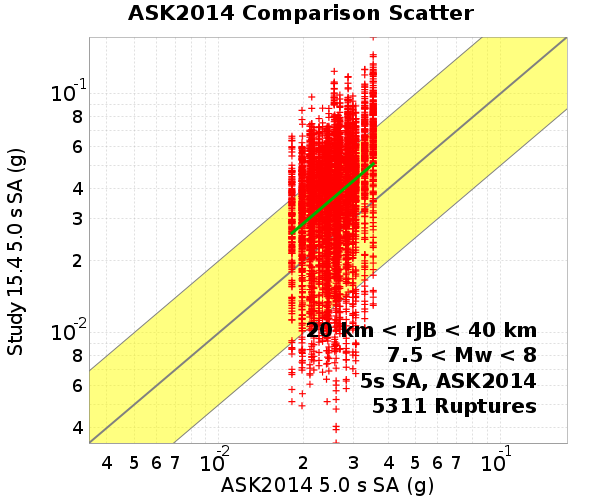 ASK2014 Comparison Scatter
Study 15.4 5.0 s SA (g)
10-1
8
6
4
3
2
10-2
8
6
4
20 km < rJB < 40 km
7.5 < Mw < 8
5s SA, ASK2014
5311 Ruptures
4 5 6 7 10-2 2 3 4 5 6 7 10-1
ASK2014 5.0 s SA (g)